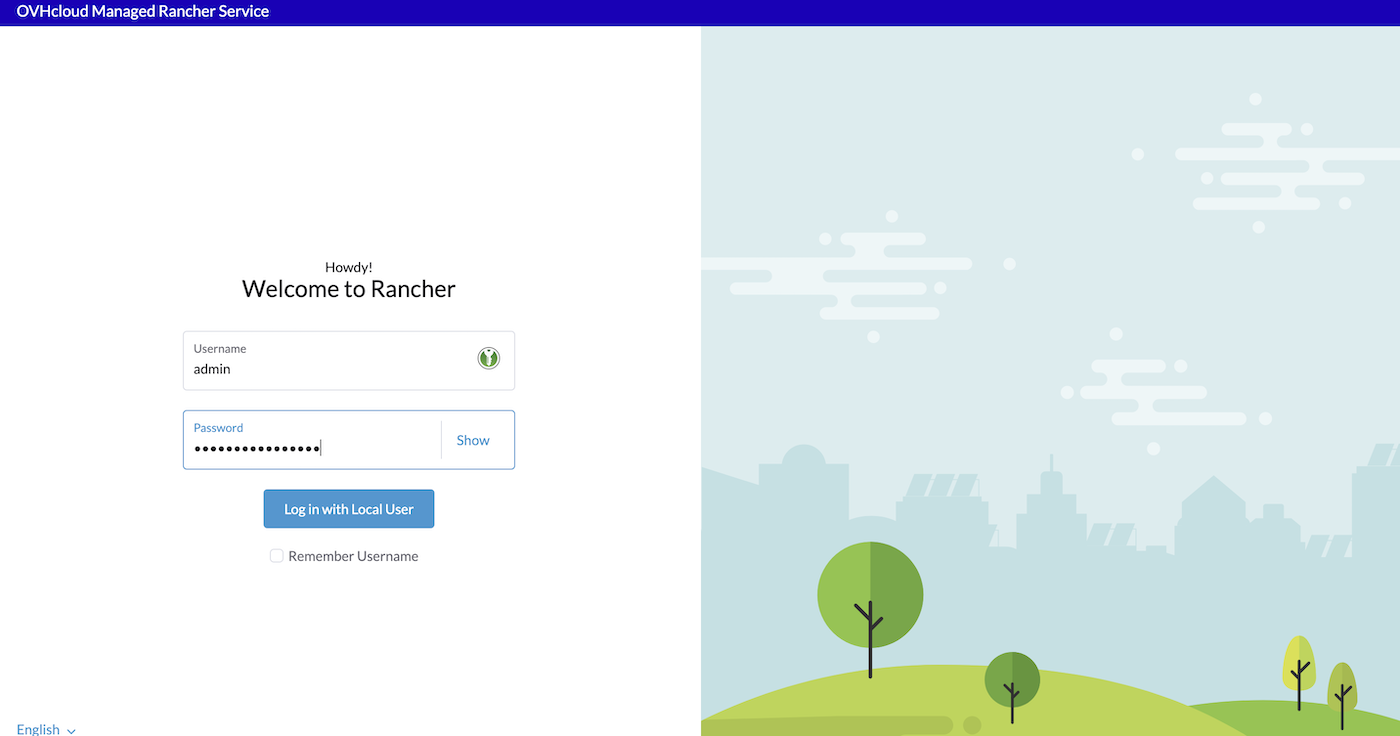 OVHcloud Managed Rancher Service
Howdy!
Welcome to Rancher
Username
admin
Password
••••••••••••••••
Show
Log in with Local User
Remember Username
English